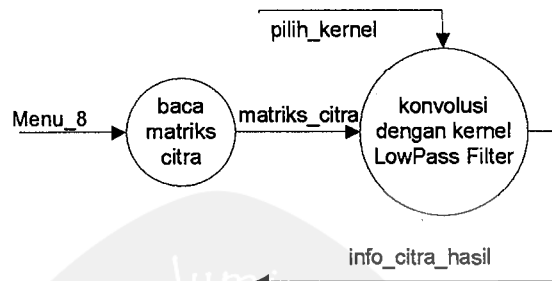 pilih_kernel
Menu_8
baca
matriks
citra
matriks_citra
konvolusi
dengan kernel
LowPass Filter
info_citra_hasil